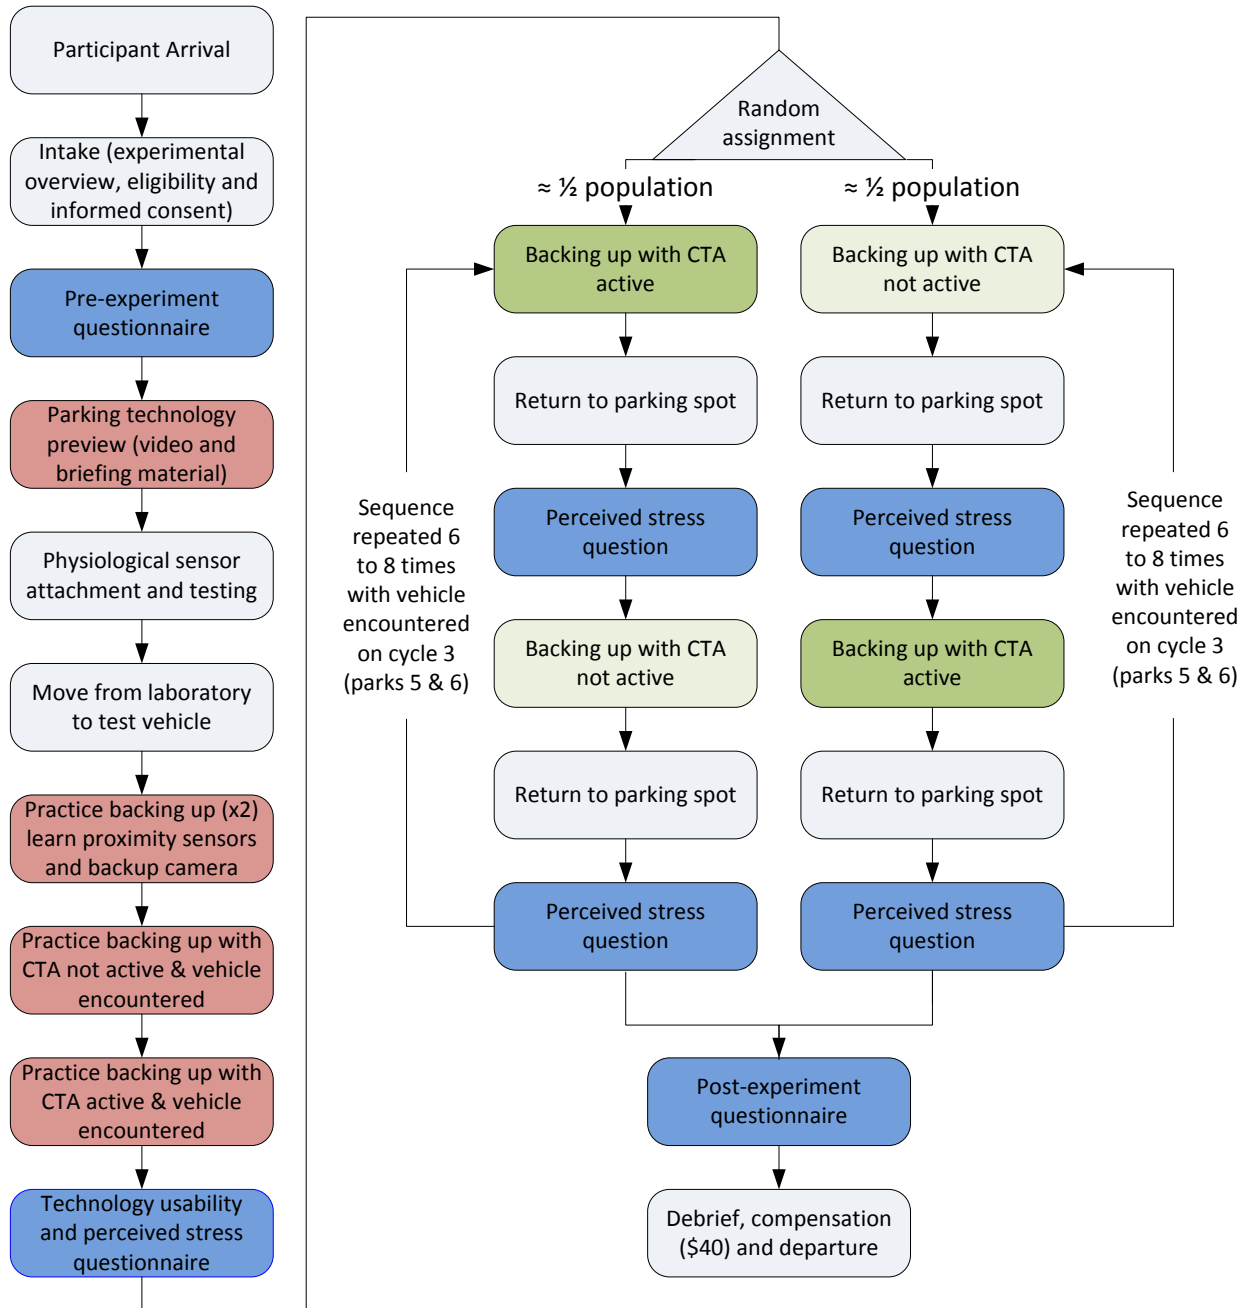 Participant Arrival
Intake (experimental
overview, eligibility and
informed consent)
Pre-experiment
questionnaire
Parking technology
preview (video and
briefing material)
Physiological sensor
attachment and testing
Move from laboratory
to test vehicle
Practice backing up (x2)
learn proximity sensors
and backup camera
Practice backing up with
CTA not active & vehicle
encountered
Practice backing up with
CTA active & vehicle
encountered
Technology usability
and perceived stress
questionnaire
Random
assignment
≈ ½ population
Backing up with CTA
active
Return to parking spot
Perceived stress
question
Backing up with CTA
not active
Return to parking spot
Perceived stress
question
Sequence
repeated 6
to 8 times
with vehicle
encountered
on cycle 3
(parks 5 & 6)
≈ ½ population
Backing up with CTA
not active
Return to parking spot
Perceived stress
question
Backing up with CTA
active
Return to parking spot
Perceived stress
question
Sequence
repeated 6
to 8 times
with vehicle
encountered
on cycle 3
(parks 5 & 6)
Post-experiment
questionnaire
Debrief, compensation
($40) and departure